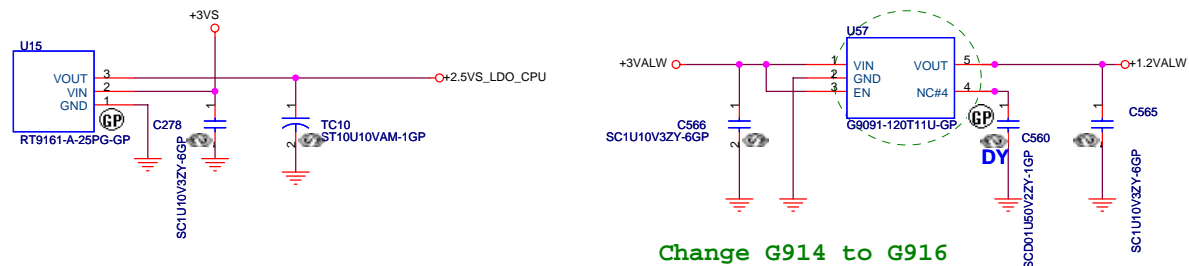 +3VS
U15
VOUT 3
VIN 2
GND 1
GP
RT9161-A-25PG-GP
C278
1
SC1U10V3ZY-6GP
TC10
1
2
ST10U10VAM-1GP
+2.5VS_LDO_CPU
U57
+3VALW
1 VIN
2 GND
3 EN
VOUT 5
NC#4 4
+1.2VALW
GP
G9091-120T11U-GP
C566
1
2
SC1U10V3ZY-6GP
C560
1
DY
SCD01U50V2ZY-1GP
C565
1
SC1U10V3ZY-6GP
Change G914 to G916